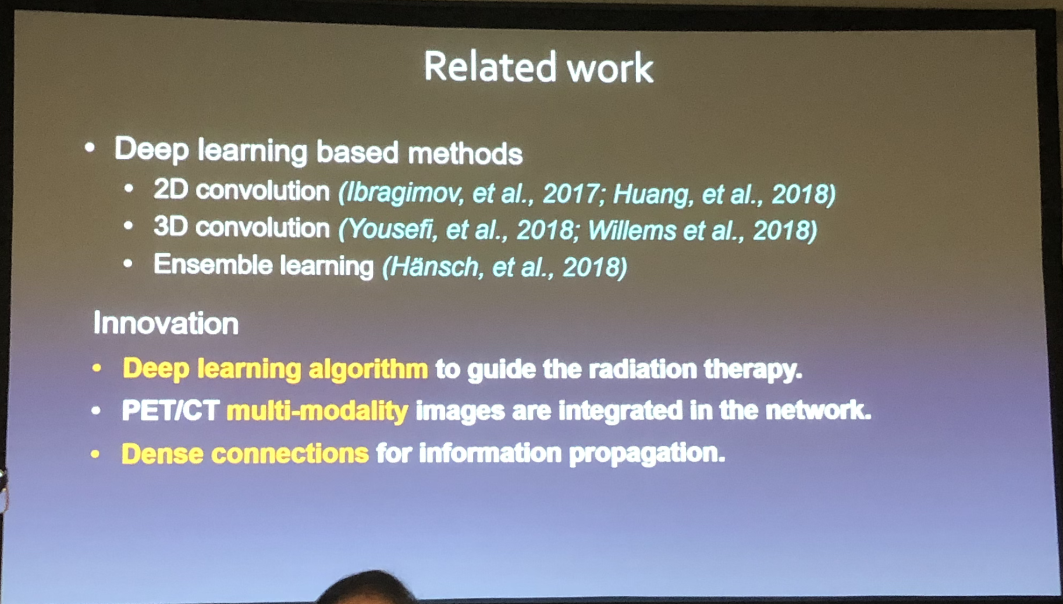 Related work
• Deep learning based methods
• 2D convolution (Ibragimov, et al., 2017; Huang, et al., 2018)
• 3D convolution (Yousefi, et al., 2018; Willems et al., 2018)
• Ensemble learning (Hänsch, et al., 2018)
Innovation
• Deep learning algorithm to guide the radiation therapy.
• PET/CT multi-modality images are integrated in the network.
• Dense connections for information propagation.